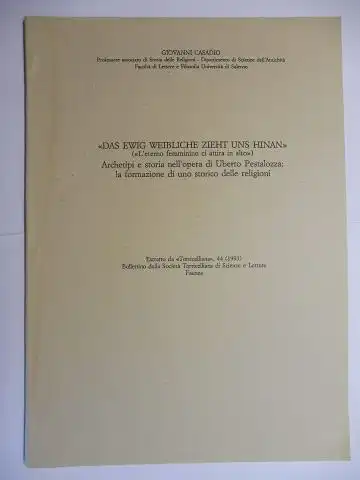 GIOVANNI CASADIO
Professore associato di Storia delle Religioni - Dipartimento di Scienze dell'Antichità
Facoltà di Lettere e Filosofia Università di Salerno
«DAS EWIG WEIBLICHE ZIEHT UNS HINAN»
(«L'eterno femminino ci attira in alto»)
Archetipi e storia nell'opera di Uberto Pestalozza:
la formazione di uno storico delle religioni
Estratto da «Torricelliana», 44 (1993)
Bollettino della Società Torricelliana di Scienze e Lettere
Faenza